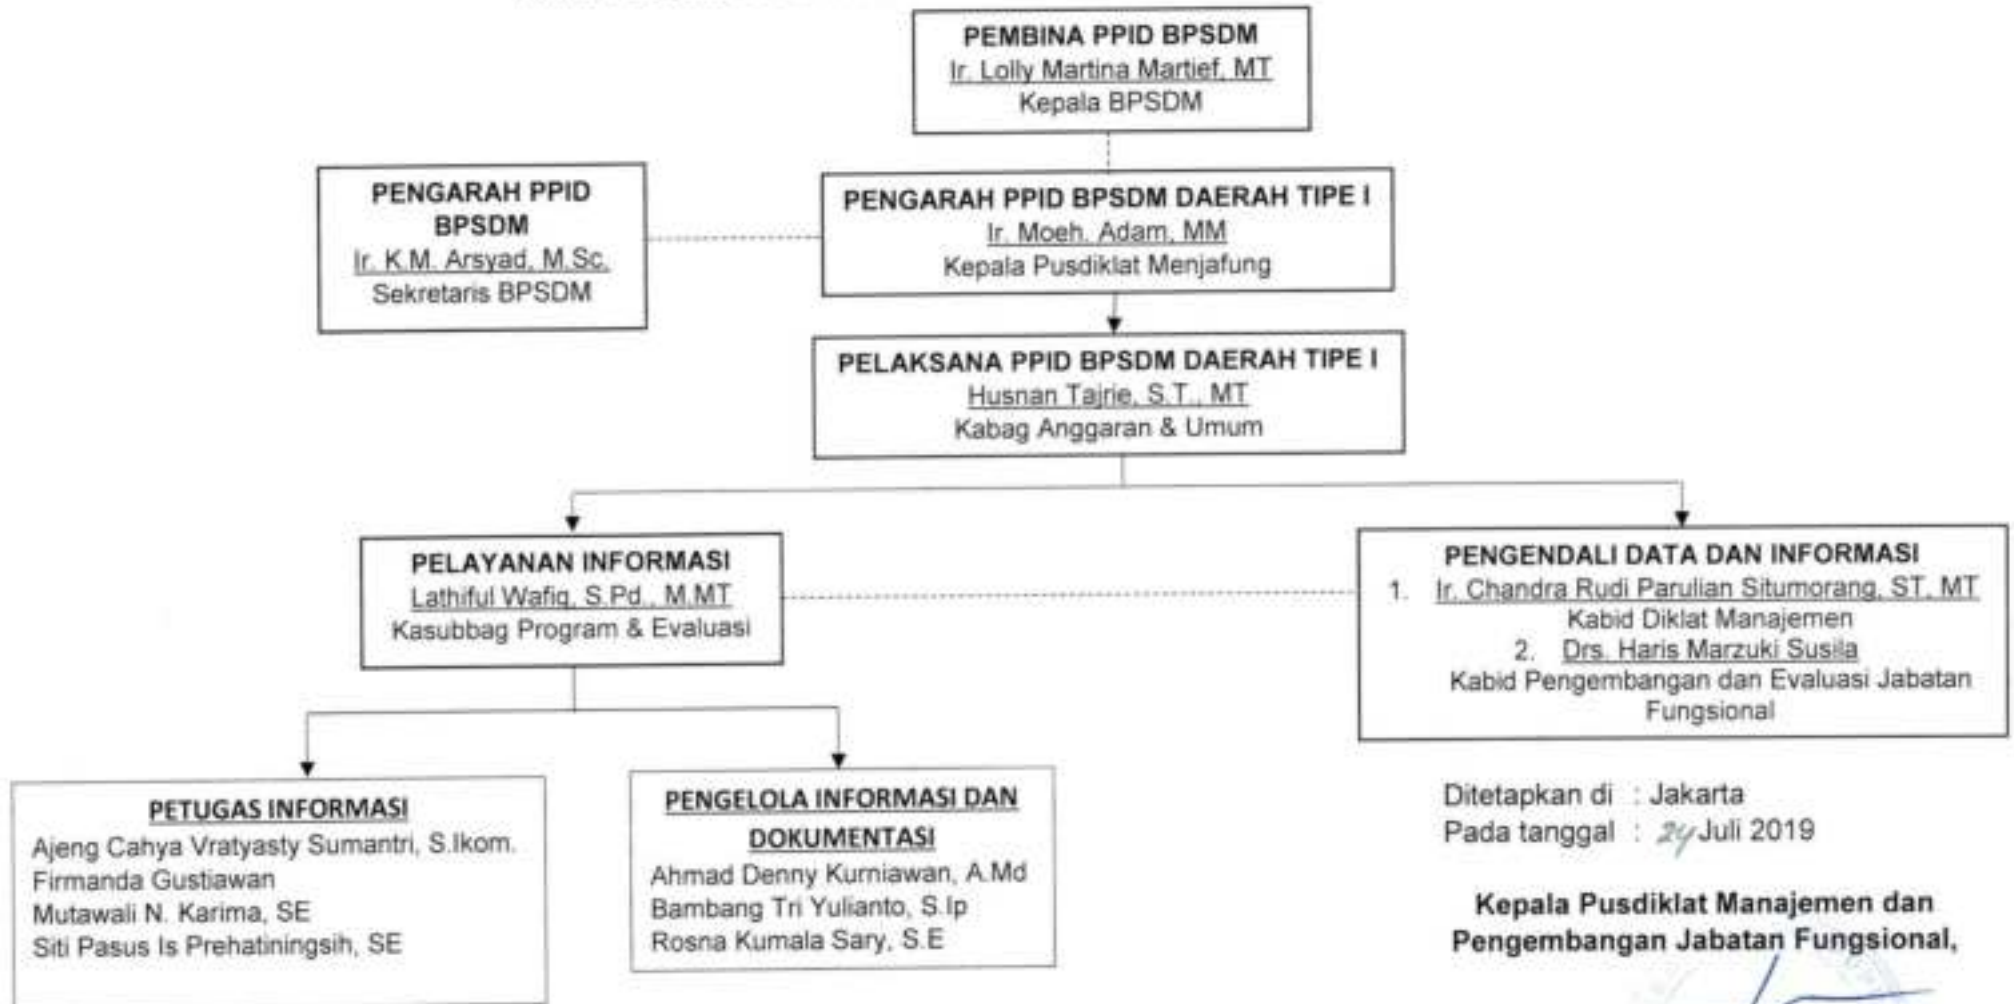 PEMBINA PPID BPSDM
Ir. Lolly Martina Martief, MT
Kepala BPSDM
PENGARAH PPID
BPSDM
Ir. K.M. Arsyad, M.Sc.
Sekretaris BPSDM
PENGARAH PPID BPSDM DAERAH TIPE I
Ir. Moeh. Adam, MM
Kepala Pusdiklat Menjafung
PELAKSANA PPID BPSDM DAERAH TIPE I
Husnan Tajrie, S.T., MT
Kabag Anggaran & Umum
PELAYANAN INFORMASI
Lathiful Wafiq, S.Pd., M.MT
Kasubbag Program & Evaluasi
PENGENDALI DATA DAN INFORMASI
1. Ir. Chandra Rudi Parulian Situmorang, ST, MT
Kabid Diklat Manajemen
2. Drs. Haris Marzuki Susila
Kabid Pengembangan dan Evaluasi Jabatan
Fungsional
PETUGAS INFORMASI
Ajeng Cahya Vratyasty Sumantri, S.Ikom.
Firmanda Gustiawan
Mutawali N. Karima, SE
Siti Pasus Is Prehatiningsih, SE
PENGELOLA INFORMASI DAN
DOKUMENTASI
Ahmad Denny Kurniawan, A.Md
Bambang Tri Yulianto, S.Ip
Rosna Kumala Sary, S.E
Ditetapkan di : Jakarta
Pada tanggal : 24 Juli 2019
Kepala Pusdiklat Manajemen dan
Pengembangan Jabatan Fungsional,